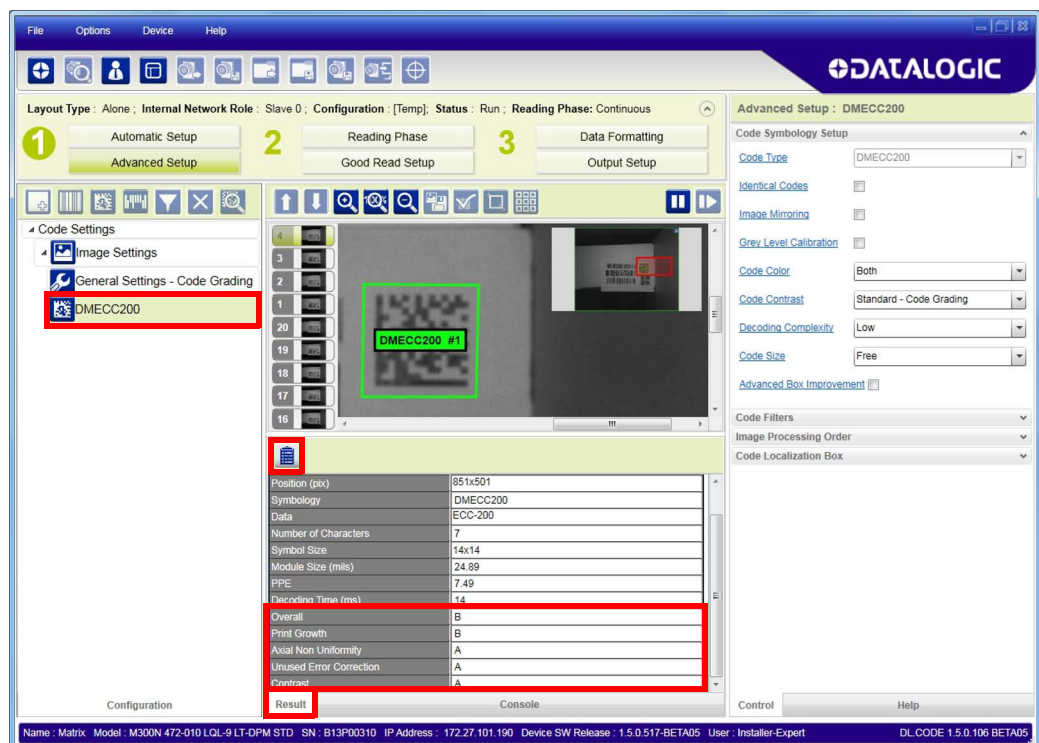 File Options Device Help
DATALOGIC
Layout Type : Alone ; Internal Network Role : Slave 0 ; Configuration : [Temp]; Status : Run ; Reading Phase: Continuous
1 Automatic Setup
Advanced Setup
2 Reading Phase
Good Read Setup
3 Data Formatting
Output Setup
Code Settings
Image Settings
General Settings - Code Grading
DMECC200
Configuration
100%
4
3
2
1
20
19
18
17
16
DMECC200 #1
Position (pix) 851x501
Symbology DMECC200
Data ECC-200
Number of Characters 7
Symbol Size 14x14
Module Size (mils) 24.89
PPE 7.49
Decoding Time (ms) 14
Overall B
Print Growth B
Axial Non Uniformity A
Unused Error Correction A
Contrast A
Result Console
Advanced Setup : DMECC200
Code Symbology Setup
Code Type DMECC200
Identical Codes
Image Mirroring
Grey Level Calibration
Code Color Both
Code Contrast Standard - Code Grading
Decoding Complexity Low
Code Size Free
Advanced Box Improvement
Code Filters
Image Processing Order
Code Localization Box
Control Help
Name : Matrix Model : M300N 472-010 LQL-9 LT-DPM STD SN : B13P00310 IP Address : 172.27.101.190 Device SW Release : 1.5.0.517-BETA05 User : Installer-Expert DL.CODE 1.5.0.106 BETA05